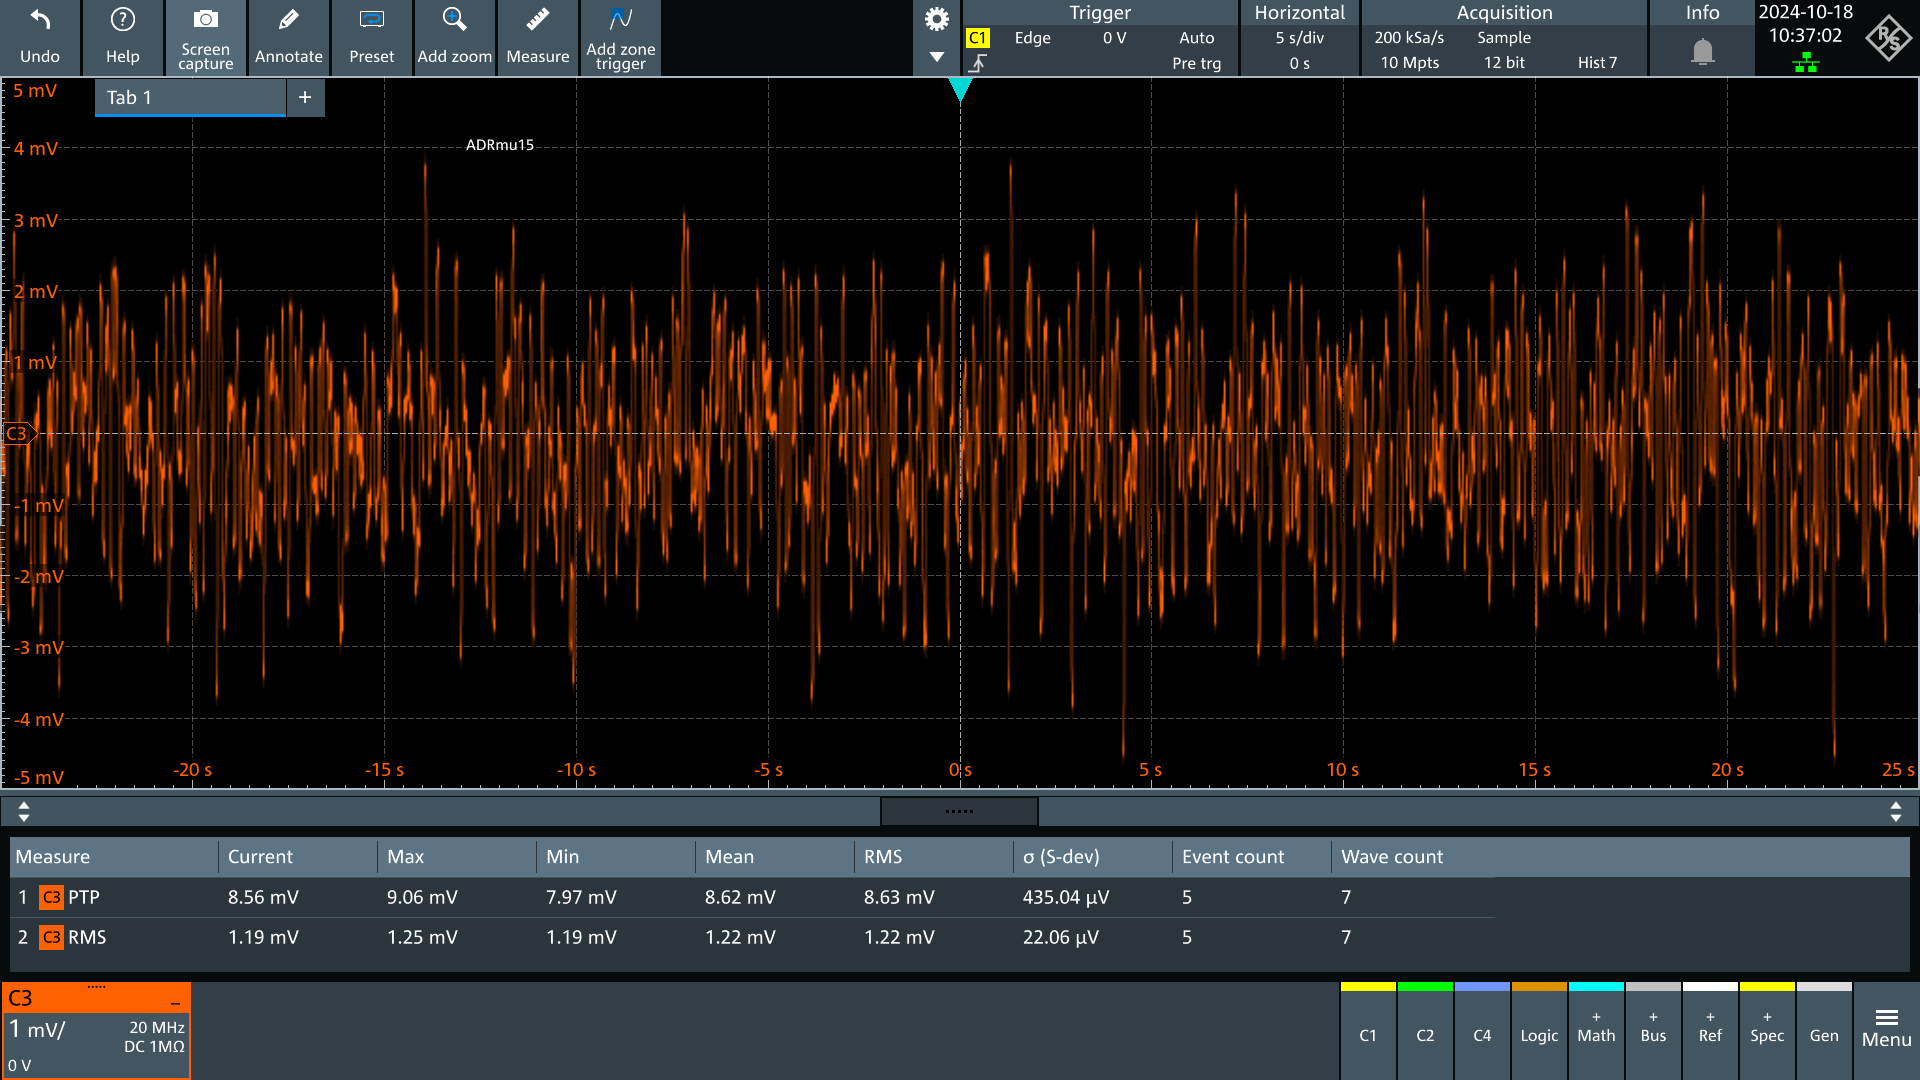 Undo
Help
Screen
capture
Annotate
Preset
Add zoom
Measure
Add zone
trigger
Trigger
C1 Edge 0 V Auto
Pre trg
Horizontal
5 s/div
0 s
Acquisition
200 kSa/s Sample
10 Mpts 12 bit Hist 7
Info
2024-10-18
10:37:02
R S
Tab 1 +
ADRmu15
5 mV
4 mV
3 mV
2 mV
1 mV
C3
-1 mV
-2 mV
-3 mV
-4 mV
-5 mV
-20 s -15 s -10 s -5 s 0 s 5 s 10 s 15 s 20 s 25 s
Measure Current Max Min Mean RMS σ (S-dev) Event count Wave count
1 C3 PTP 8.56 mV 9.06 mV 7.97 mV 8.62 mV 8.63 mV 435.04 µV 5 7
2 C3 RMS 1.19 mV 1.25 mV 1.19 mV 1.22 mV 1.22 mV 22.06 µV 5 7
C3
1 mV/ 20 MHz
DC 1MΩ
0 V
C1
C2
C4
Logic
+
Math
+
Bus
+
Ref
+
Spec
Gen
Menu